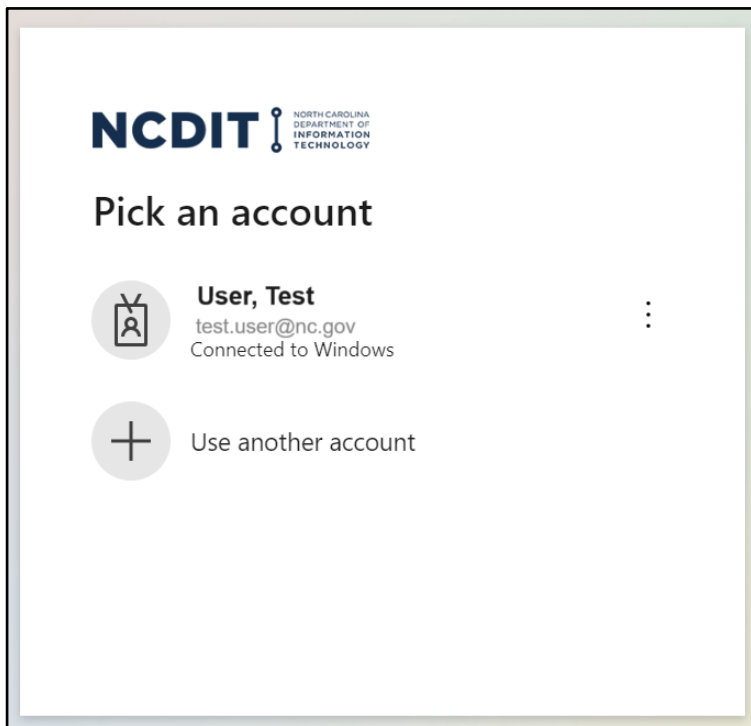 NCDIT
NORTH CAROLINA
DEPARTMENT OF
INFORMATION
TECHNOLOGY
Pick an account
User, Test
test.user@nc.gov
Connected to Windows
Use another account